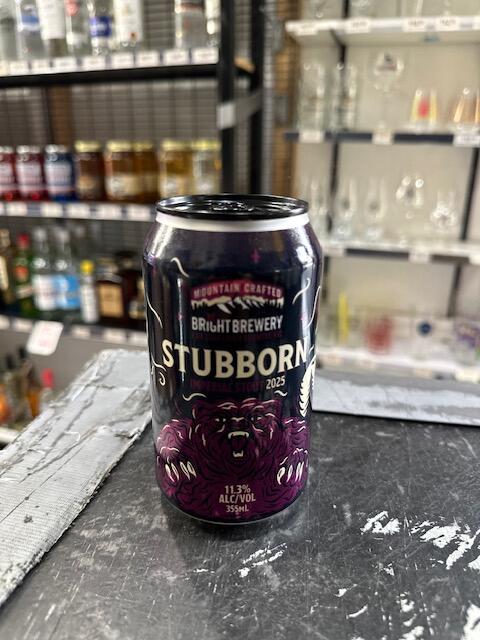 MOUNTAIN CRAFTED
BRIGHT BREWERY
STUBBORN
IMPERIAL STOUT 2025
11.3%
ALC/VOL
355ML